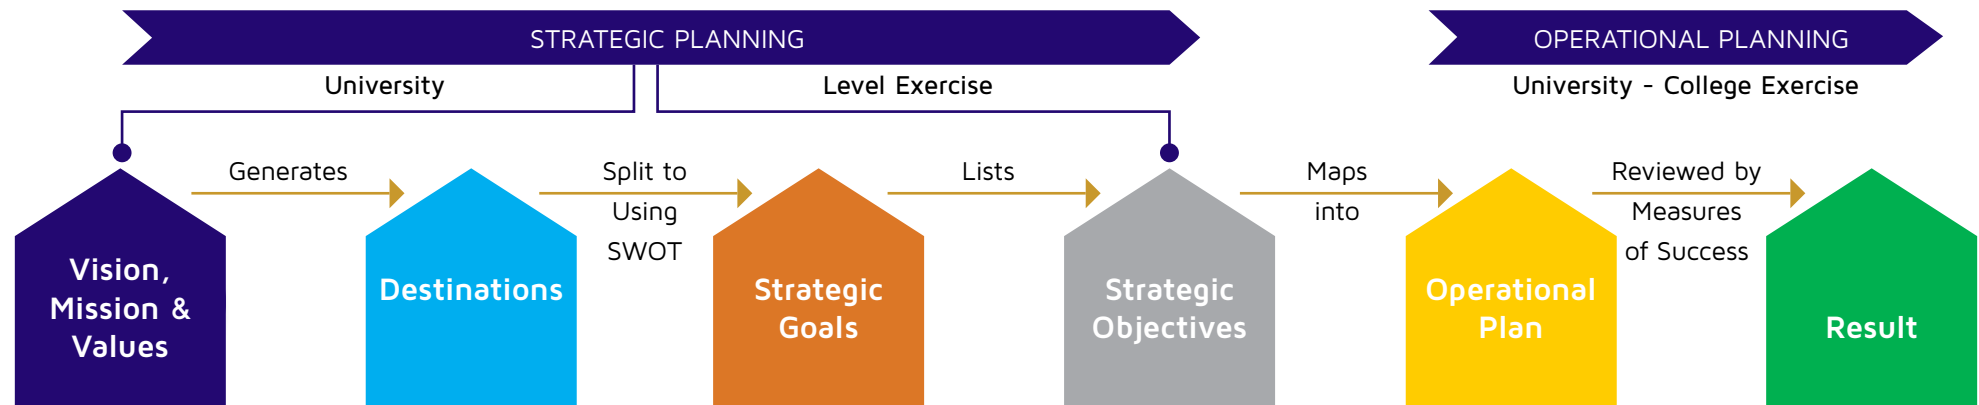 STRATEGIC PLANNING
OPERATIONAL PLANNING
University
Level Exercise
University - College Exercise
Generates
Split to
Using
SWOT
Lists
Maps
into
Reviewed by
Measures
of Success
Vision,
Mission &
Values
Destinations
Strategic
Goals
Strategic
Objectives
Operational
Plan
Result